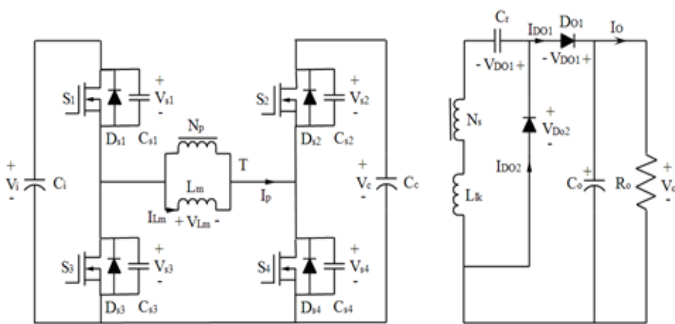 Cr
IDO1
DO1
IO
- VDO1 +
- VDO1 +
S1
+
Vs1
-
Ds1
Cs1
S2
+
Vs2
-
Ds2
Cs2
Np
T
Lm
Ip
ILm
+ VLm -
+
Vi
-
Ci
+
Vc
-
Cc
Ns
+
VDo2
-
IDO2
Llk
Co
+
Ro
+
Vo
-
S3
+
Vs3
-
Ds3
Cs3
S4
+
Vs4
-
Ds4
Cs4